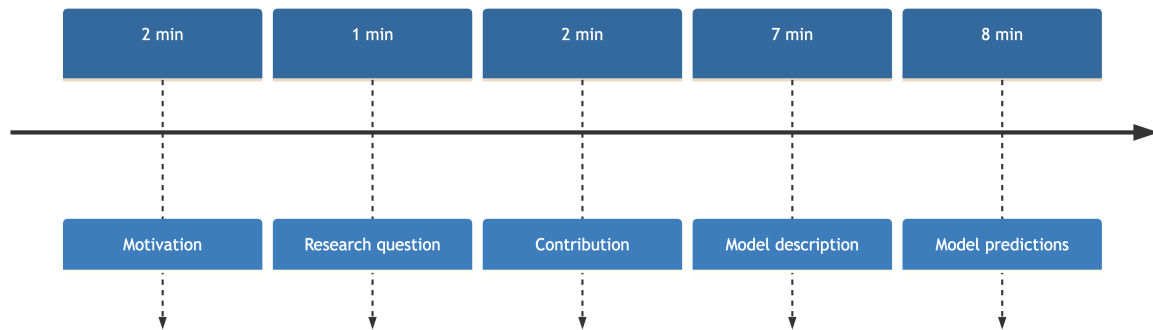 2 min
1 min
2 min
7 min
8 min
Motivation
Research question
Contribution
Model description
Model predictions